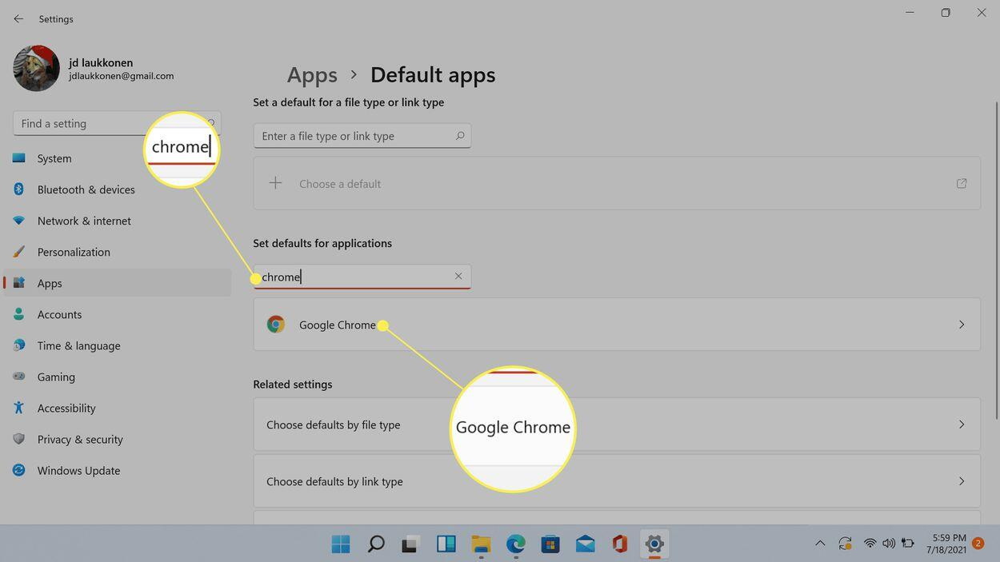 Settings
jd laukkonen
jdlaukkonen@gmail.com
Find a setting
System
Bluetooth & devices
Network & internet
Personalization
Apps
Accounts
Time & language
Gaming
Accessibility
Privacy & security
Windows Update
Apps > Default apps
Set a default for a file type or link type
Enter a file type or link type
Choose a default
Set defaults for applications
chrome
chrome
Google Chrome
Google Chrome
Related settings
Choose defaults by file type
Choose defaults by link type
5:59 PM
7/18/2021
2